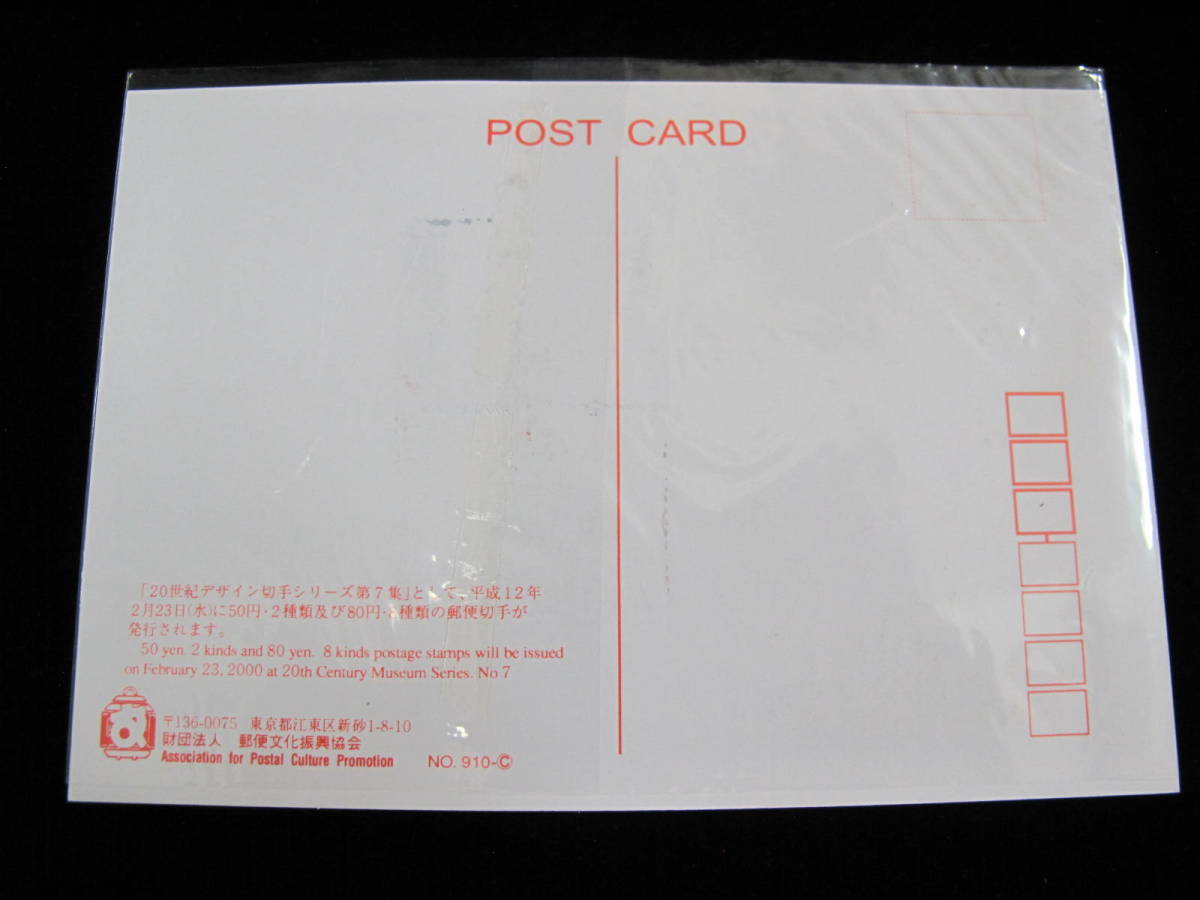 POST CARD
「20世紀デザイン切手シリーズ第7集」として、平成12年
2月23日(水)に50円・2種類及び80円・8種類の郵便切手が
発行されます。
50 yen. 2 kinds and 80 yen. 8 kinds postage stamps will be issued
on February 23, 2000 at 20th Century Museum Series. No 7
〒136-0075 東京都江東区新砂1-8-10
財団法人 郵便文化振興協会
Association for Postal Culture Promotion NO. 910-Ⓒ